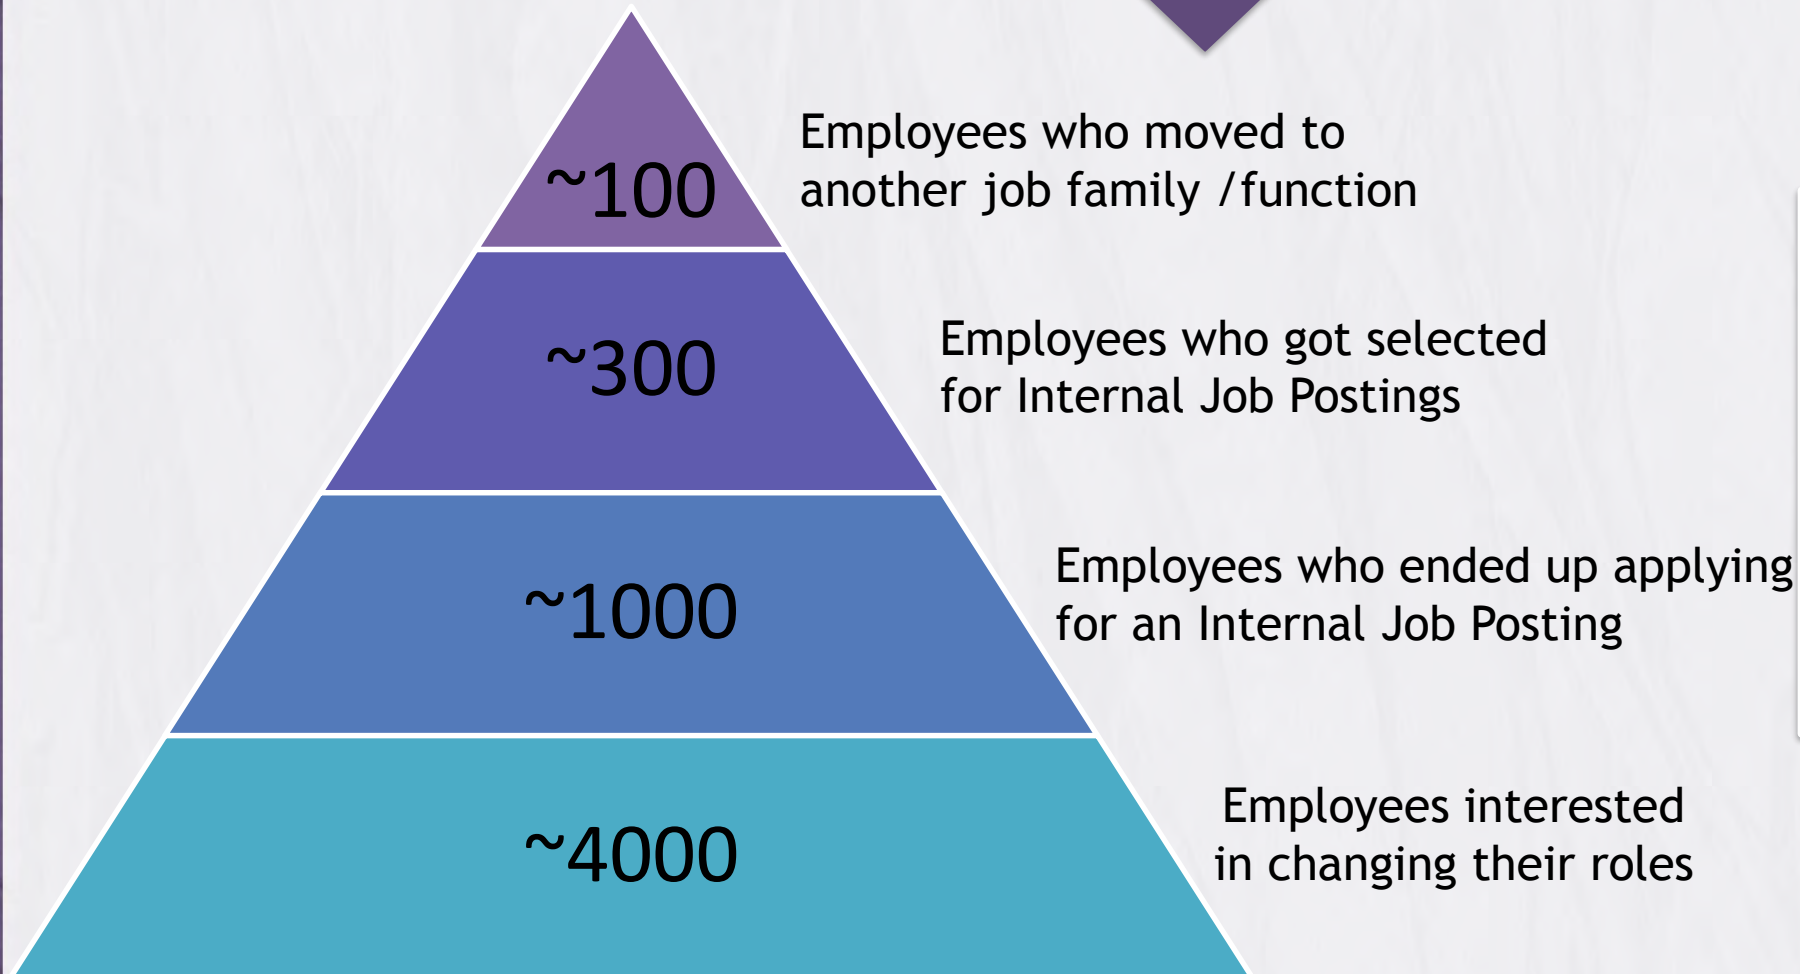 ~100
Employees who moved to
another job family /function
~300
Employees who got selected
for Internal Job Postings
~1000
Employees who ended up applying
for an Internal Job Posting
~4000
Employees interested
in changing their roles